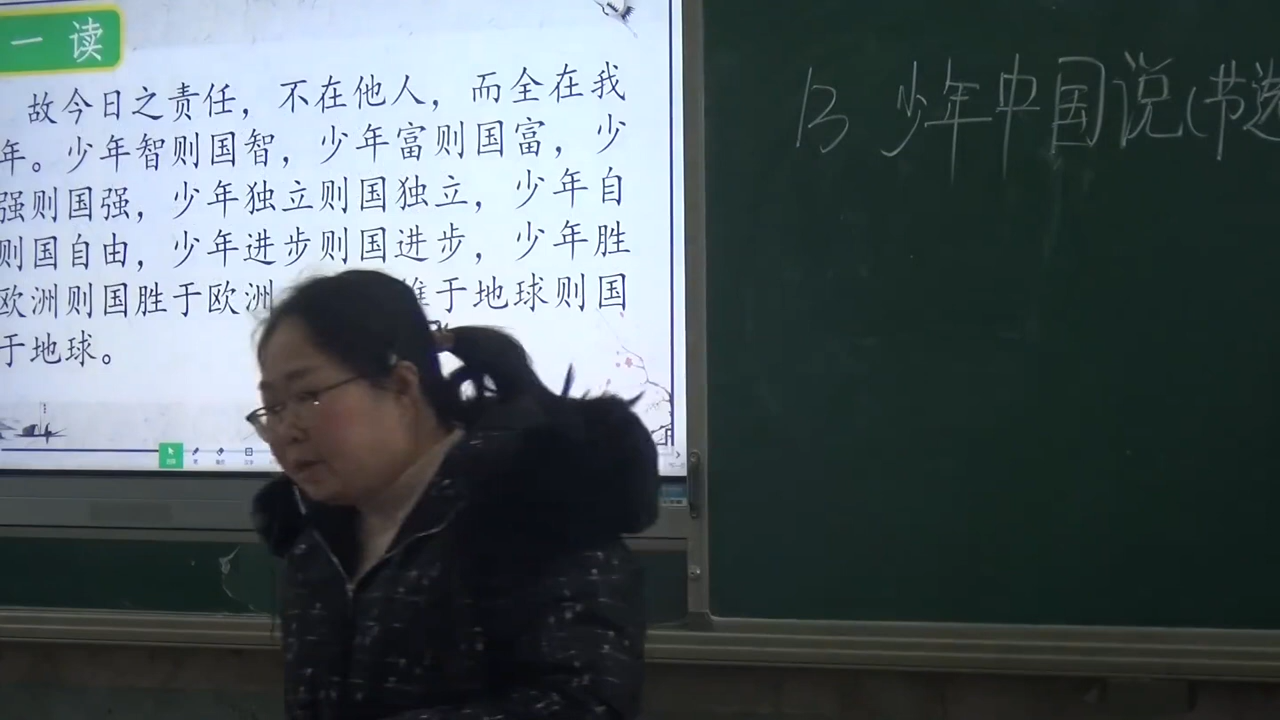 一 读
故今日之责任，不在他人，而全在我
年。少年智则国智，少年富则国富，少
强则国强，少年独立则国独立，少年自
则国自由，少年进步则国进步，少年胜
欧洲则国胜于欧洲
于地球则国
于地球。
13 少年中国说(节选